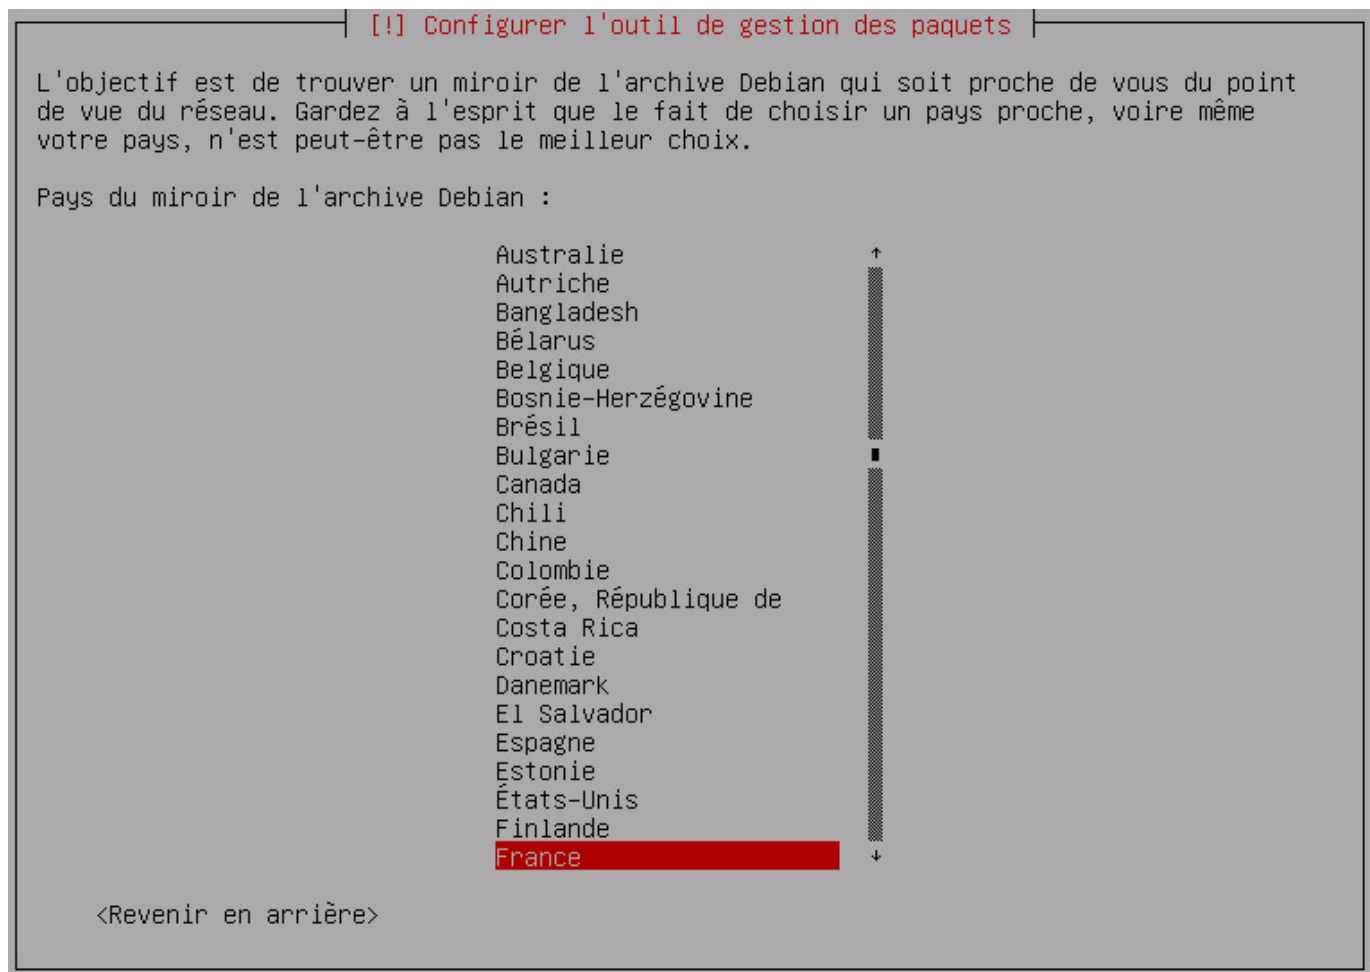 [!] Configurer l'outil de gestion des paquets
L'objectif est de trouver un miroir de l'archive Debian qui soit proche de vous du point
de vue du réseau. Gardez à l'esprit que le fait de choisir un pays proche, voire même
votre pays, n'est peut-être pas le meilleur choix.
Pays du miroir de l'archive Debian :
Australie
Autriche
Bangladesh
Bélarus
Belgique
Bosnie-Herzégovine
Brésil
Bulgarie
Canada
Chili
Chine
Colombie
Corée, République de
Costa Rica
Croatie
Danemark
El Salvador
Espagne
Estonie
États-Unis
Finlande
France
<Revenir en arrière>